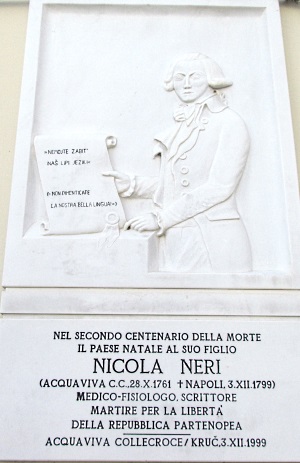 «NEMOJTE ZABIT'
NAŠ LIPI JEZIK!»
(«NON DIMENTICATE
LA NOSTRA BELLA LINGUA!»)
NEL SECONDO CENTENARIO DELLA MORTE
IL PAESE NATALE AL SUO FIGLIO
NICOLA NERI
(ACQUAVIVA C.C., 28.X.1761 ✝ NAPOLI, 3.XII.1799)
MEDICO-FISIOLOGO, SCRITTORE
MARTIRE PER LA LIBERTA'
DELLA REPUBBLICA PARTENOPEA
ACQUAVIVA COLLECROCE/KRUČ, 3.XII.1999